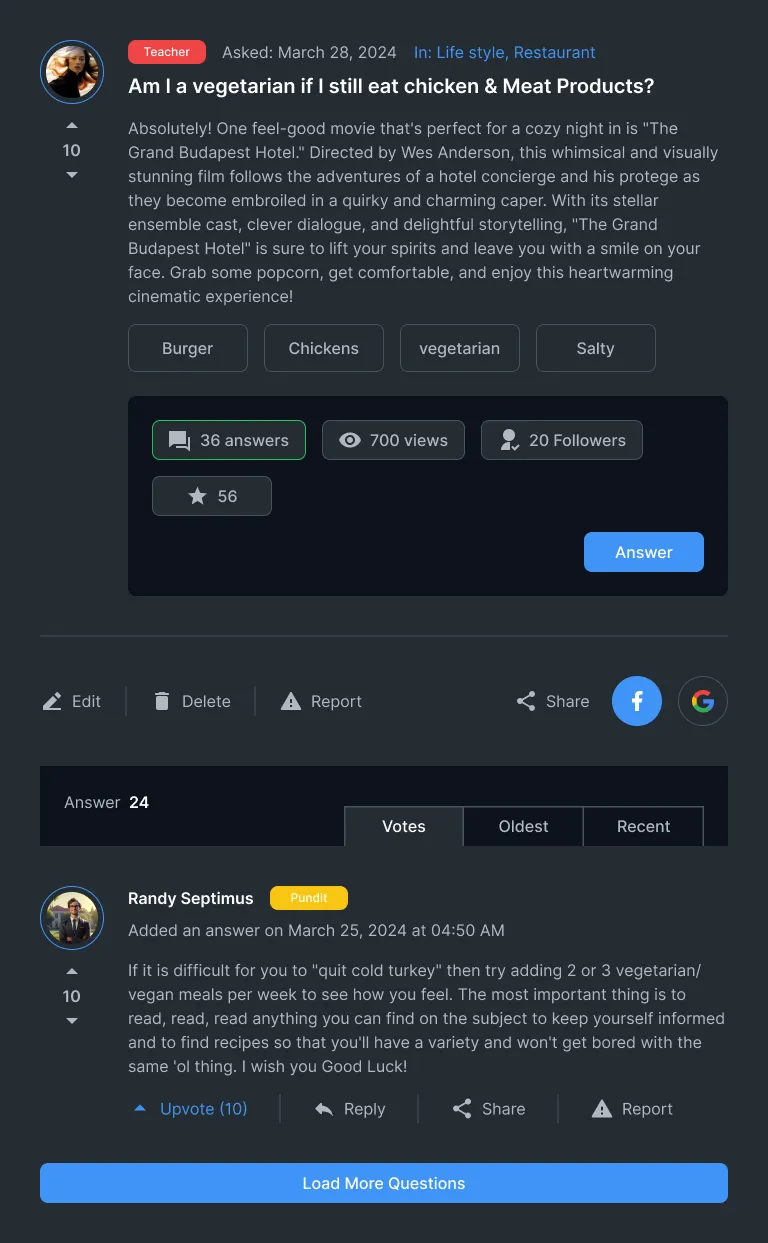 Teacher Asked: March 28, 2024 In: Life style, Restaurant
Am I a vegetarian if I still eat chicken & Meat Products?
10
Absolutely! One feel-good movie that's perfect for a cozy night in is "The
Grand Budapest Hotel." Directed by Wes Anderson, this whimsical and visually
stunning film follows the adventures of a hotel concierge and his protege as
they become embroiled in a quirky and charming caper. With its stellar
ensemble cast, clever dialogue, and delightful storytelling, "The Grand
Budapest Hotel" is sure to lift your spirits and leave you with a smile on your
face. Grab some popcorn, get comfortable, and enjoy this heartwarming
cinematic experience!
Burger Chickens vegetarian Salty
36 answers 700 views 20 Followers
56
Answer
Edit Delete Report Share
Answer 24
Votes Oldest Recent
Randy Septimus Pundit
Added an answer on March 25, 2024 at 04:50 AM
10
If it is difficult for you to "quit cold turkey" then try adding 2 or 3 vegetarian/
vegan meals per week to see how you feel. The most important thing is to
read, read, read anything you can find on the subject to keep yourself informed
and to find recipes so that you'll have a variety and won't get bored with the
same 'ol thing. I wish you Good Luck!
Upvote (10) Reply Share Report
Load More Questions